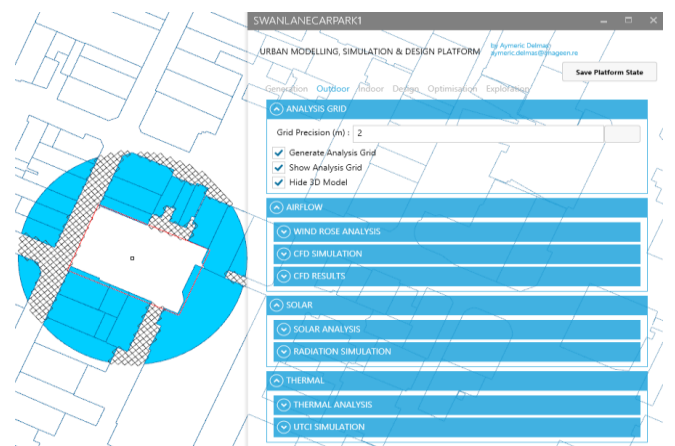 SWANLANECARPARK1
URBAN MODELLING, SIMULATION & DESIGN PLATFORM
by Aymeric Delmas
aymeric.delmas@imageen.re
Save Platform State
Generation Outdoor Indoor Design Optimisation Exploration
ANALYSIS GRID
Grid Precision (m) : 2
Generate Analysis Grid
Show Analysis Grid
Hide 3D Model
AIRFLOW
WIND ROSE ANALYSIS
CFD SIMULATION
CFD RESULTS
SOLAR
SOLAR ANALYSIS
RADIATION SIMULATION
THERMAL
THERMAL ANALYSIS
UTCI SIMULATION